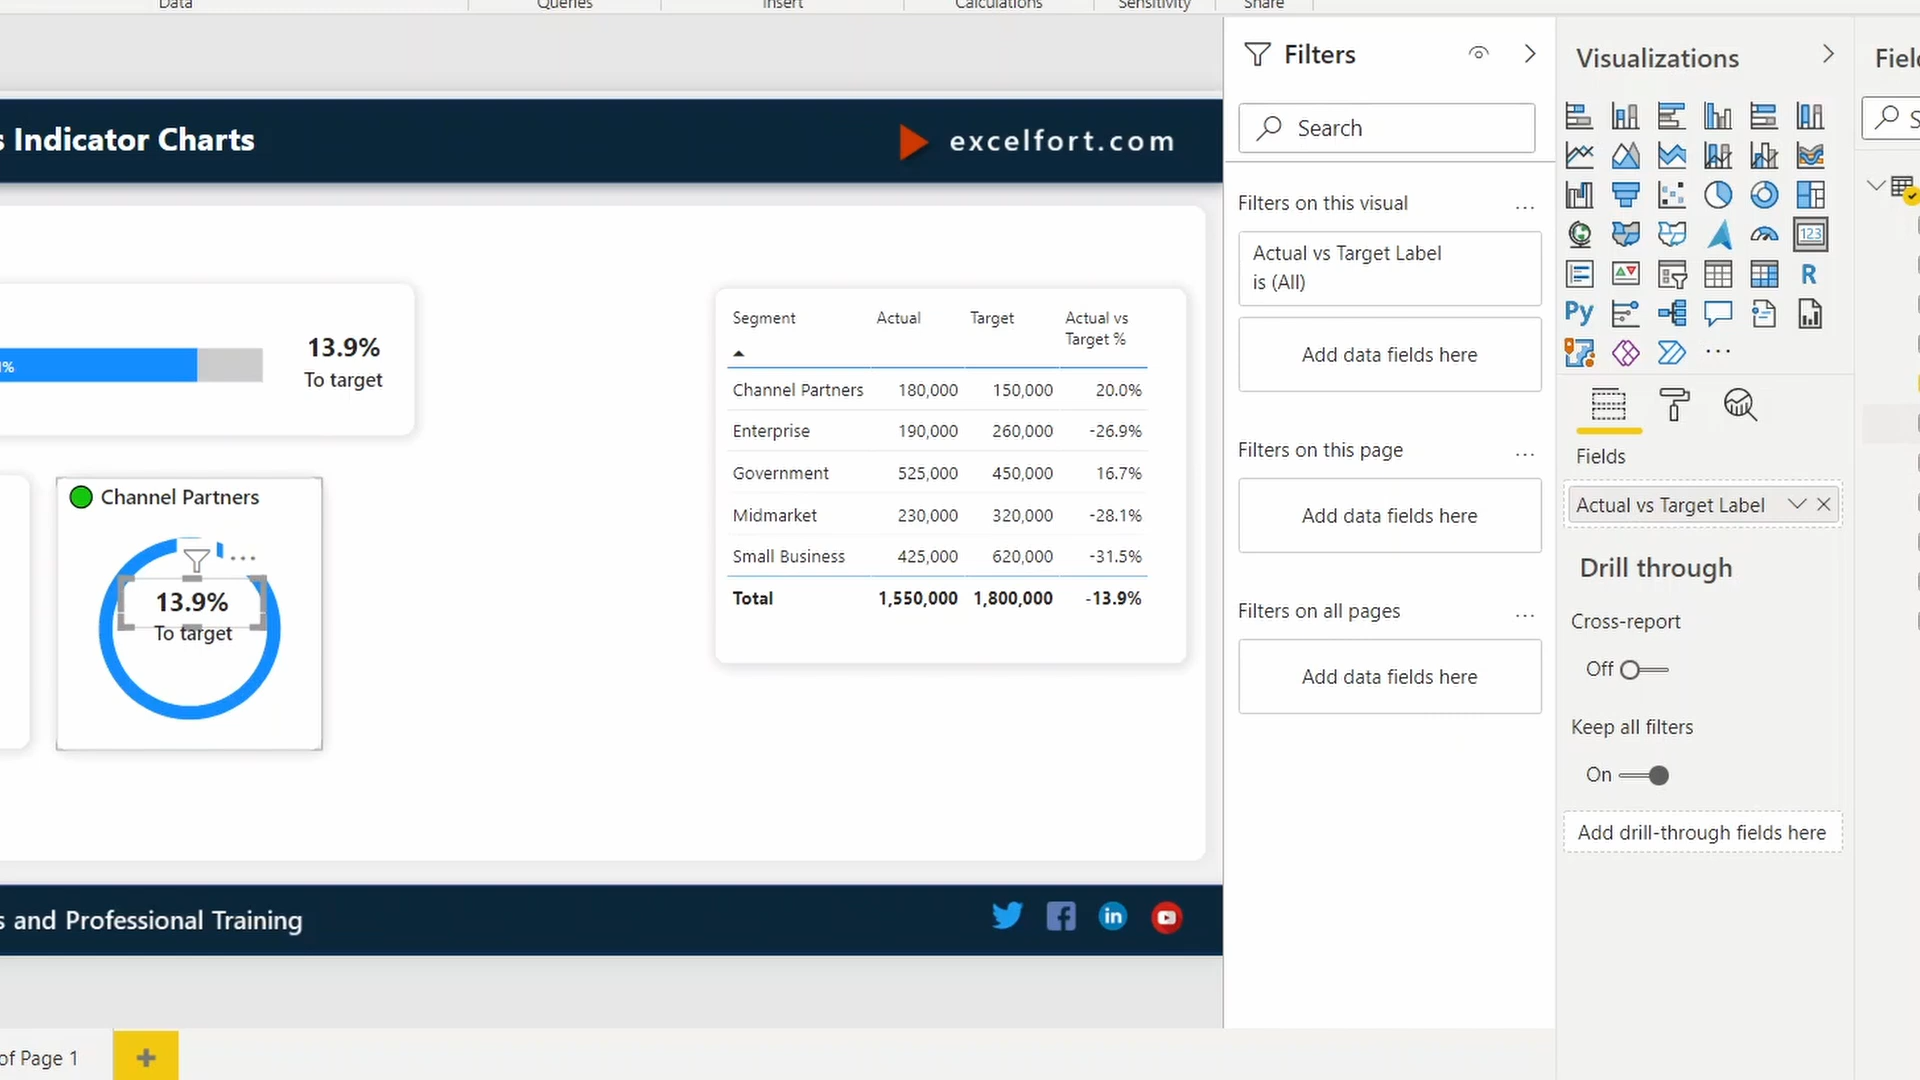 Data
Queries
Insert
Calculations
Sensitivity
Share
s Indicator Charts
excelfort.com
%
13.9%
To target
Channel Partners
13.9%
To target
Segment Actual Target Actual vs
Target %
Channel Partners 180,000 150,000 20.0%
Enterprise 190,000 260,000 -26.9%
Government 525,000 450,000 16.7%
Midmarket 230,000 320,000 -28.1%
Small Business 425,000 620,000 -31.5%
Total 1,550,000 1,800,000 -13.9%
s and Professional Training
in
of Page 1
+
Filters
Search
Filters on this visual ...
Actual vs Target Label
is (All)
Add data fields here
Filters on this page ...
Add data fields here
Filters on all pages ...
Add data fields here
Visualizations
123
R
Py
...
Fields
Actual vs Target Label
Drill through
Cross-report
Off
Keep all filters
On
Add drill-through fields here
Fiel
S